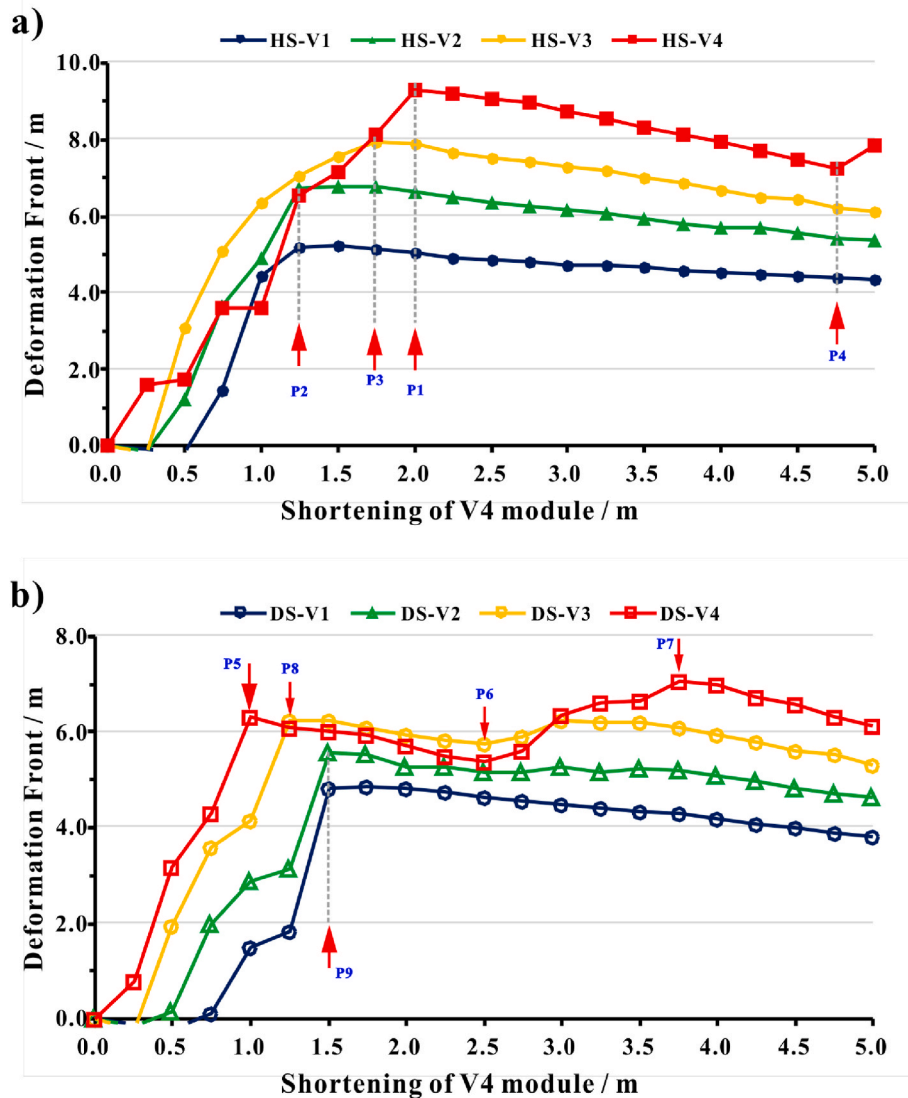 a)
HS-V1 HS-V2 HS-V3 HS-V4
10.0
8.0
6.0
4.0
2.0
0.0
Deformation Front / m
P2 P3 P1 P4
0.0 0.5 1.0 1.5 2.0 2.5 3.0 3.5 4.0 4.5 5.0
Shortening of V4 module / m
b)
DS-V1 DS-V2 DS-V3 DS-V4
8.0
6.0
4.0
2.0
0.0
Deformation Front / m
P5 P8 P6 P7
P9
0.0 0.5 1.0 1.5 2.0 2.5 3.0 3.5 4.0 4.5 5.0
Shortening of V4 module / m